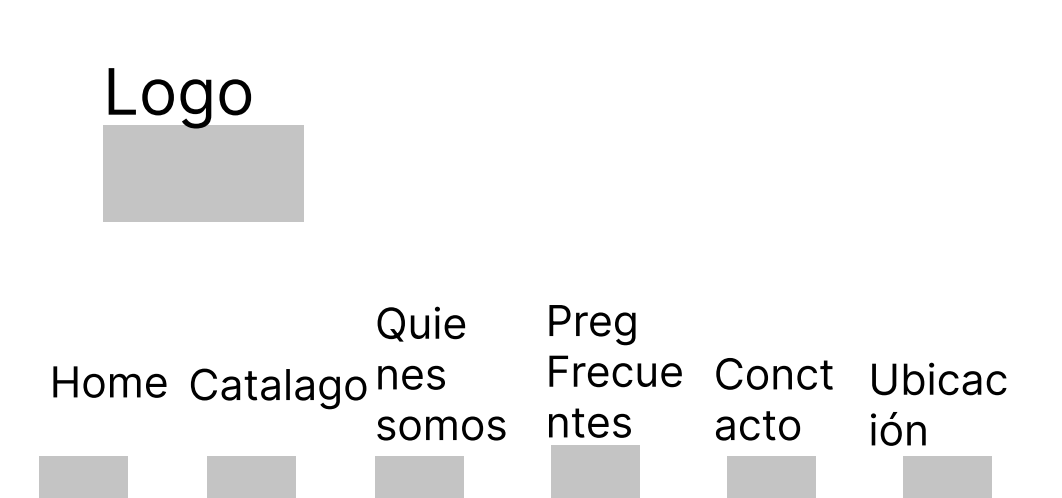 Logo
Home
Catalago
Quie
nes
somos
Preg
Frecue
ntes
Conct
acto
Ubicac
ión